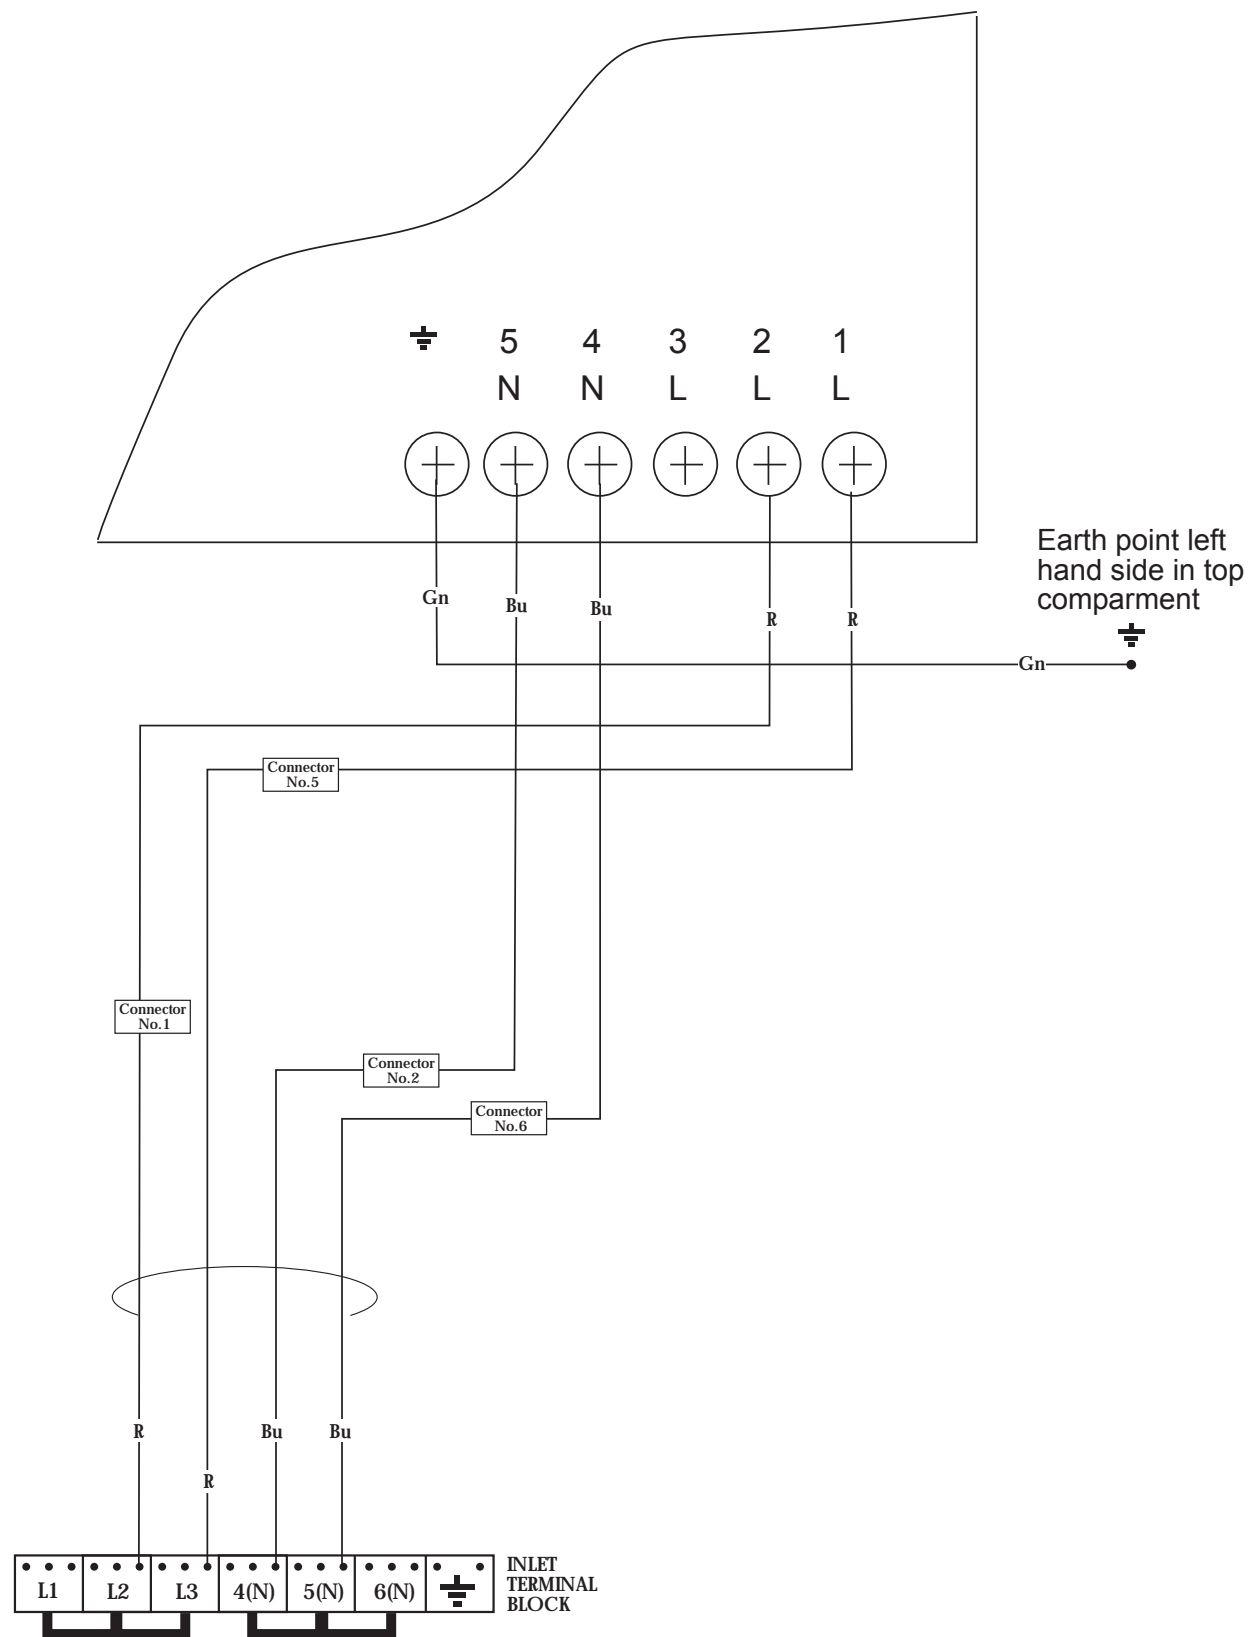 5 4 3 2 1
N N L L L
Earth point left
hand side in top
comparment
Gn
Bu
Bu
R
R
Gn
Connector
No.5
Connector
No.1
Connector
No.2
Connector
No.6
R
Bu
Bu
R
L1 L2 L3 4(N) 5(N) 6(N)
INLET
TERMINAL
BLOCK